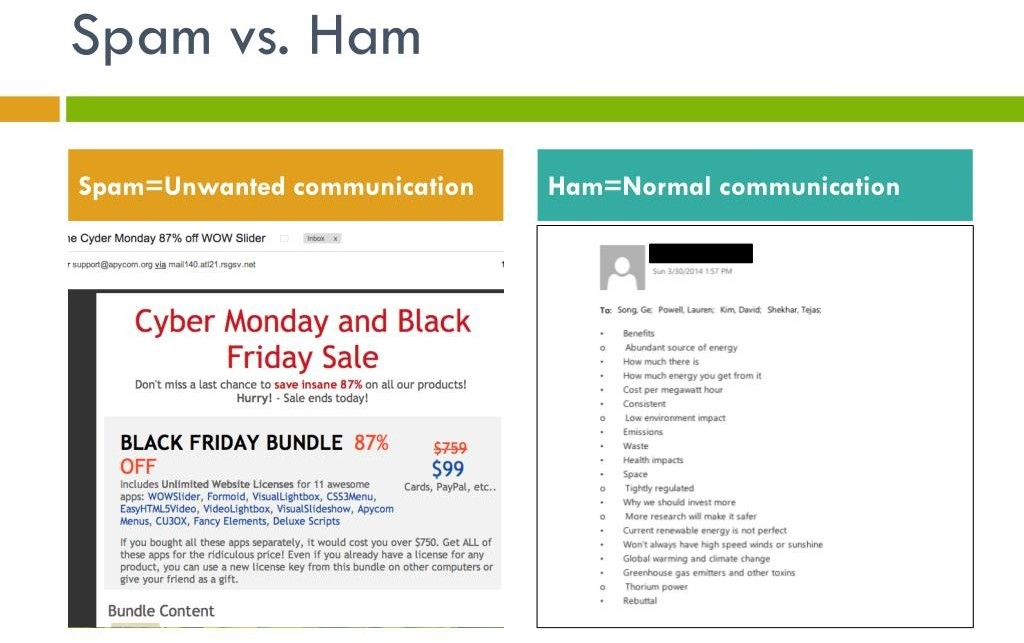 Spam vs. Ham
Spam=Unwanted communication
e Cyder Monday 87% off WOW Slider
Inbox x
support@apycom.org via mail140.atl21.rsgsv.net
Cyber Monday and Black
Friday Sale
Don't miss a last chance to save insane 87% on all our products!
Hurry! - Sale ends today!
BLACK FRIDAY BUNDLE 87%
OFF
$759
$99
Cards, PayPal, etc..
Includes Unlimited Website Licenses for 11 awesome
apps: WOWSlider, Formoid, VisualLightbox, CSS3Menu,
EasyHTML5Video, VideoLightbox, VisualSlideshow, Apycom
Menus, CU3OX, Fancy Elements, Deluxe Scripts
If you bought all these apps separately, it would cost you over $750. Get ALL of
these apps for the ridiculous price! Even if you already have a license for any
product, you can use a new license key from this bundle on other computers or
give your friend as a gift.
Bundle Content
Ham=Normal communication
Sun 3/30/2014 1:57 PM
To: Song, Ge; Powell, Lauren; Kim, David; Shekhar, Tejas;
• Benefits
o Abundant source of energy
• How much there is
• How much energy you get from it
• Cost per megawatt hour
• Consistent
o Low environment impact
• Emissions
• Waste
• Health impacts
• Space
o Tightly regulated
• Why we should invest more
o More research will make it safer
• Current renewable energy is not perfect
• Won't always have high speed winds or sunshine
• Global warming and climate change
• Greenhouse gas emitters and other toxins
o Thorium power
• Rebuttal